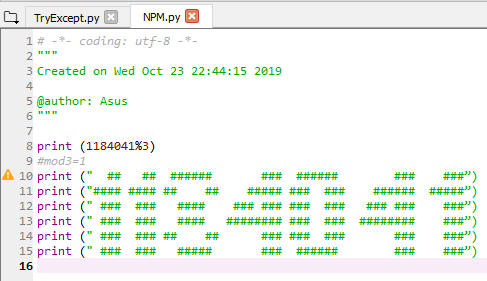 TryExcept.py
NPM.py
1 # -*- coding: utf-8 -*-
2 """
3 Created on Wed Oct 23 22:44:15 2019
4
5 @author: Asus
6 """
7
8 print (1184041%3)
9 #mod3=1
10 print ("  ##   ##  ######       ###  ######        ###    ###”)
11 print ("#### #### ##    ##    ##### ###  ###    ######  #####”)
12 print (" ###  ###   ####    ### ### ###  ###   ### ###    ###”)
13 print (" ###  ###   ####   ######## ###  ###  ########    ###”)
14 print (" ###  ### ##    ##      ### ###  ###       ###    ###”)
15 print (" ###  ###   #####       ###  ######        ###    ###”)
16